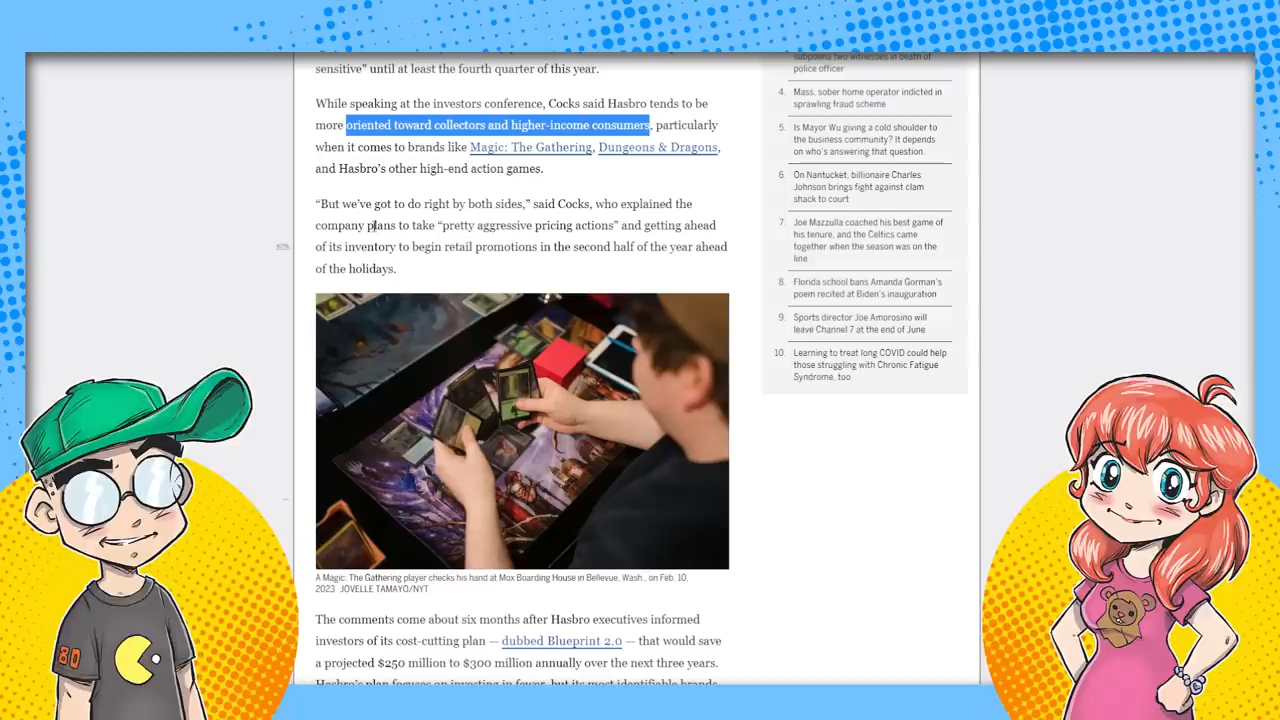 sensitive” until at least the fourth quarter of this year.
While speaking at the investors conference, Cocks said Hasbro tends to be
more oriented toward collectors and higher-income consumers, particularly
when it comes to brands like Magic: The Gathering, Dungeons & Dragons,
and Hasbro’s other high-end action games.
“But we’ve got to do right by both sides,” said Cocks, who explained the
company plans to take “pretty aggressive pricing actions” and getting ahead
of its inventory to begin retail promotions in the second half of the year ahead
of the holidays.
A Magic: The Gathering player checks his hand at Mox Boarding House in Bellevue, Wash., on Feb. 10,
2023 JOVELLE TAMAYO/NYT
The comments come about six months after Hasbro executives informed
investors of its cost-cutting plan — dubbed Blueprint 2.0 — that would save
a projected $250 million to $300 million annually over the next three years.
Hasbro’s plan focuses on investing in fewer, but its most identifiable brands
subpoena two witnesses in death of
police officer
4. Mass. sober home operator indicted in
sprawling fraud scheme
5. Is Mayor Wu giving a cold shoulder to
the business community? It depends
on who’s answering that question.
6. On Nantucket, billionaire Charles
Johnson brings fight against clam
shack to court
7. Joe Mazzulla coached his best game of
his tenure, and the Celtics came
together when the season was on the
line
8. Florida school bans Amanda Gorman’s
poem recited at Biden’s inauguration
9. Sports director Joe Amorosino will
leave Channel 7 at the end of June
10. Learning to treat long COVID could help
those struggling with Chronic Fatigue
Syndrome, too
80